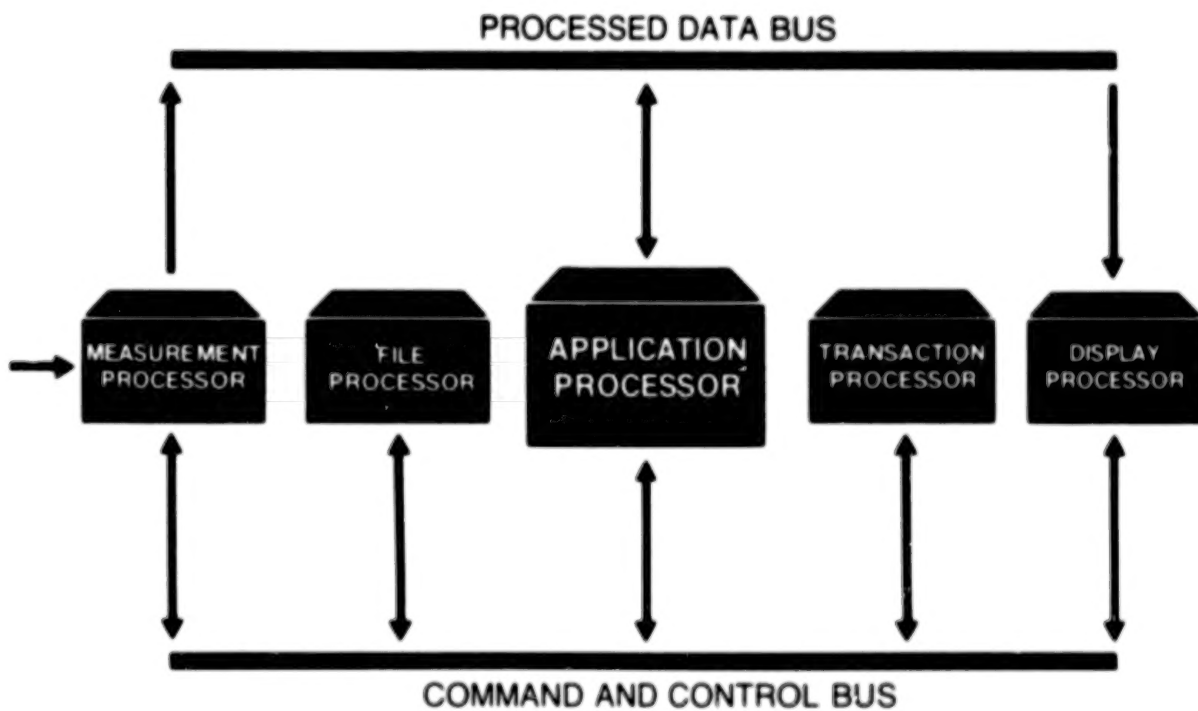 PROCESSED DATA BUS
MEASUREMENT
PROCESSOR
FILE
PROCESSOR
APPLICATION
PROCESSOR
TRANSACTION
PROCESSOR
DISPLAY
PROCESSOR
COMMAND AND CONTROL BUS